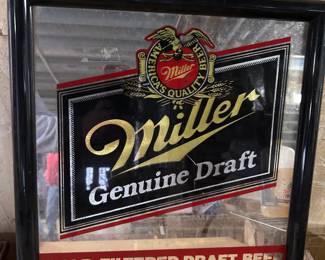 AMERICA'S QUALITY BEER
Miller
Miller
Genuine Draft
FILTERED DRAFT BEER